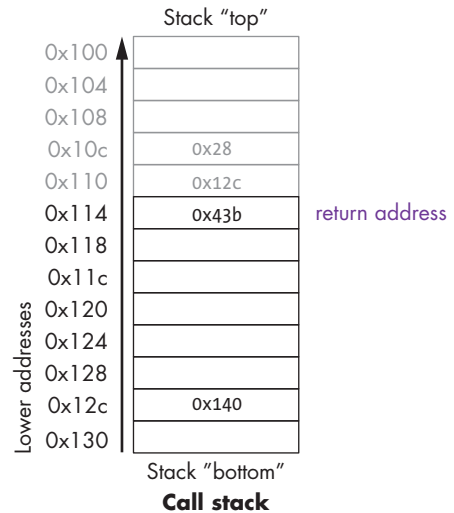 Stack “top”
0x100
0x104
0x108
0x10c 0x28
0x110 0x12c
0x114 0x43b return address
0x118
0x11c
0x120
0x124
0x128
0x12c 0x140
0x130
Lower addresses
Stack “bottom”
Call stack